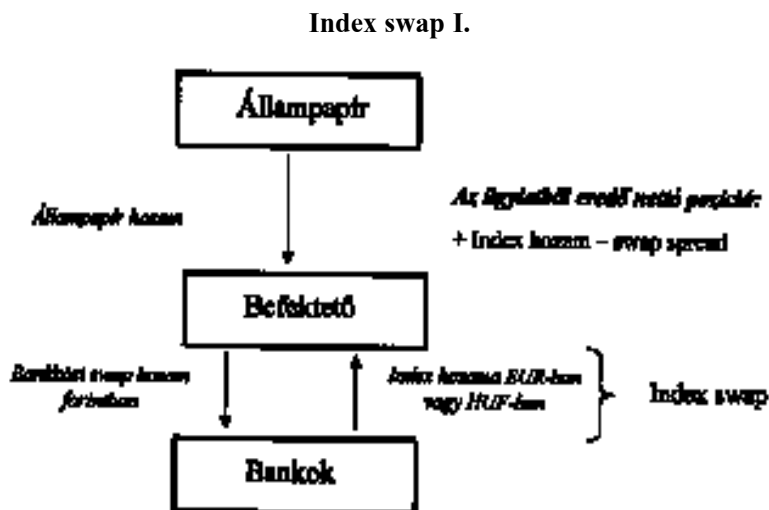 Index swap I.
Állampapír
Állampapír hozam
Az ügyletből eredő nettó pozíció:
+ Index hozam – swap spread
Befektető
Bankközi swap hozam
forintban
Index hozama EUR-ban
vagy HUF-ban
Index swap
Bankok